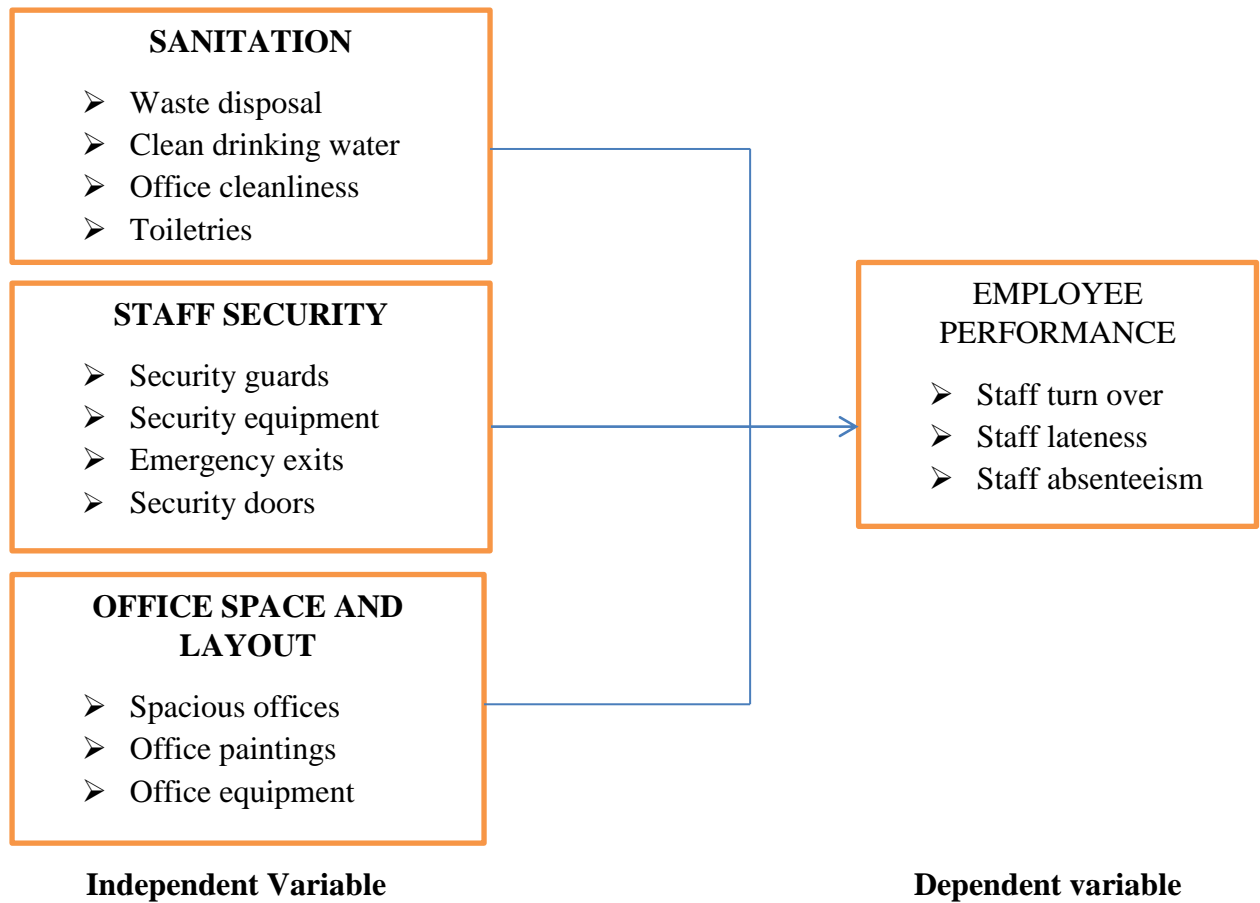 SANITATION
➢ Waste disposal
➢ Clean drinking water
➢ Office cleanliness
➢ Toiletries
STAFF SECURITY
➢ Security guards
➢ Security equipment
➢ Emergency exits
➢ Security doors
OFFICE SPACE AND
LAYOUT
➢ Spacious offices
➢ Office paintings
➢ Office equipment
EMPLOYEE
PERFORMANCE
➢ Staff turn over
➢ Staff lateness
➢ Staff absenteeism
Independent Variable
Dependent variable